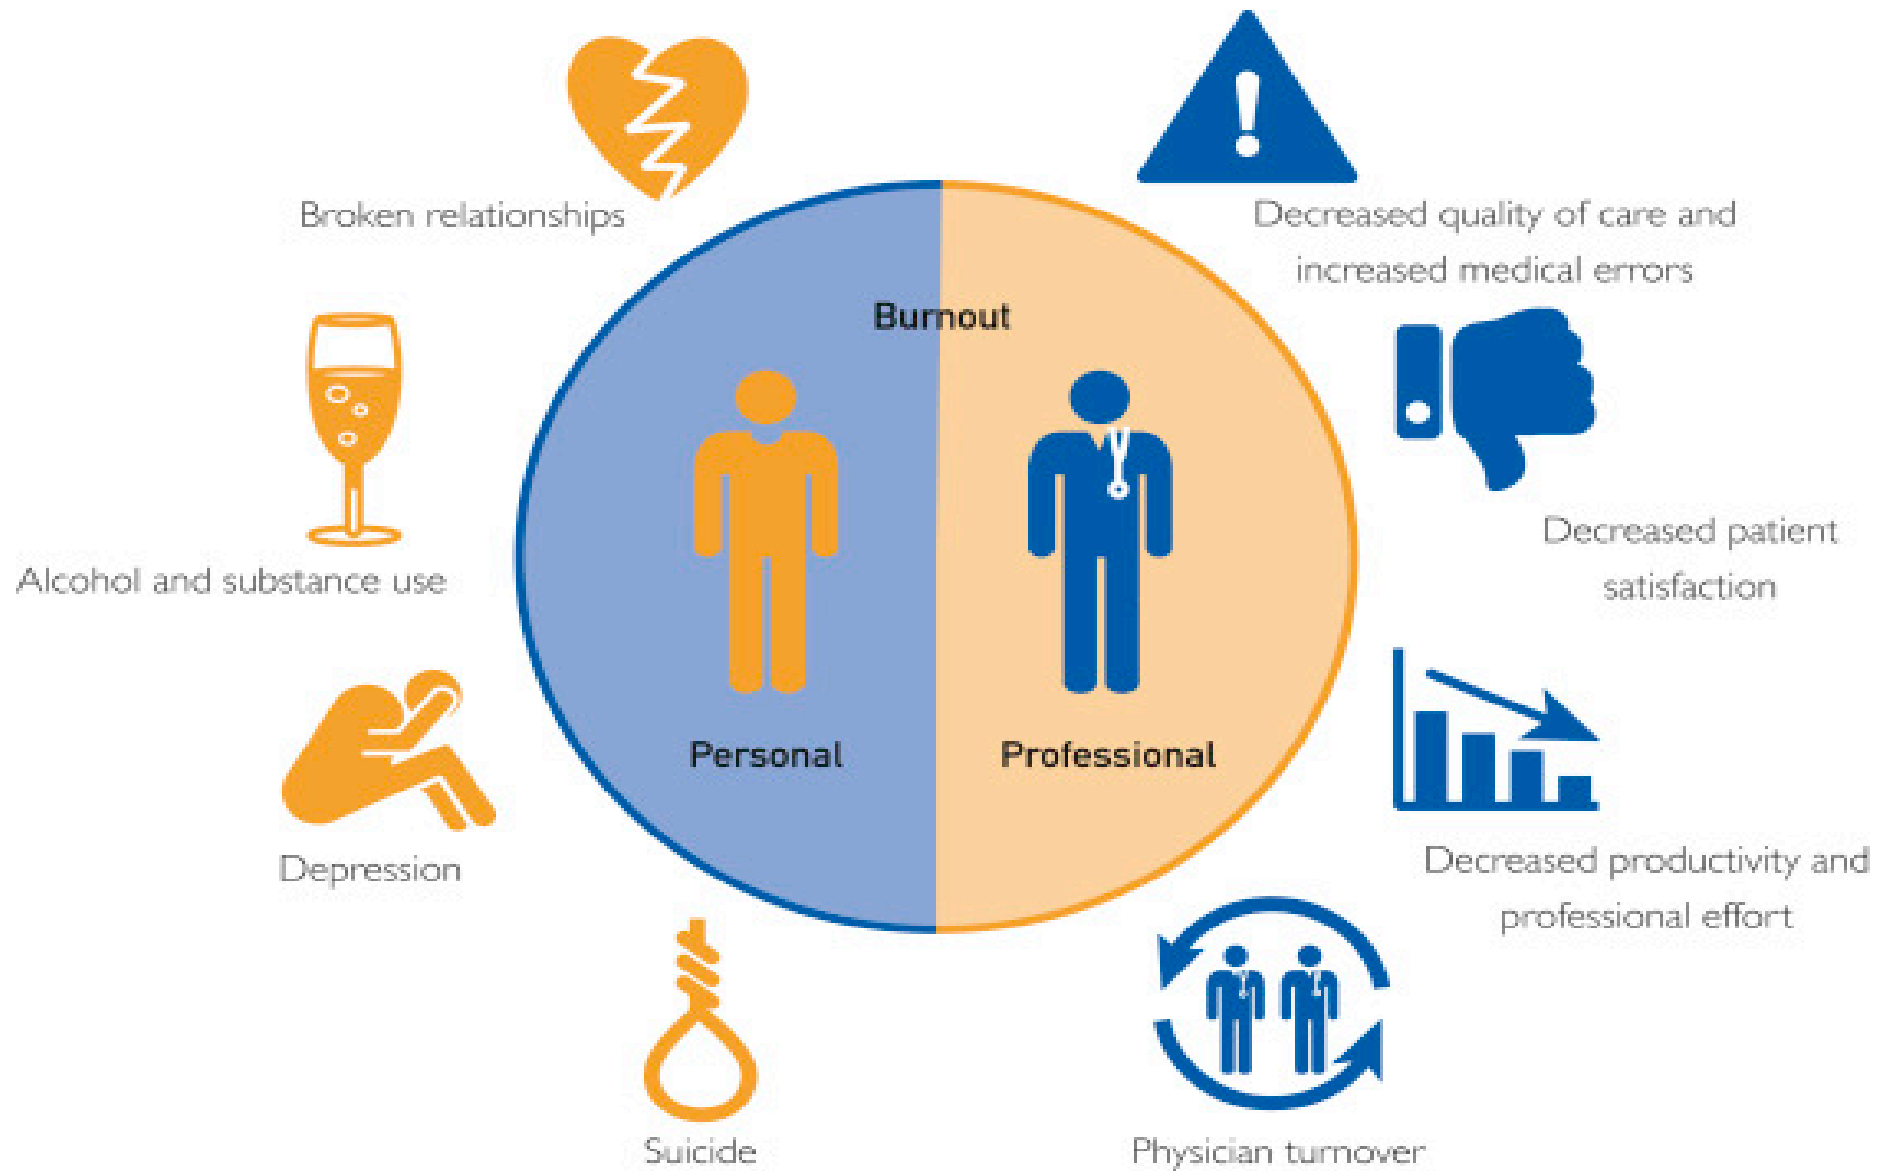 Broken relationships
Decreased quality of care and
increased medical errors
Burnout
Alcohol and substance use
Decreased patient
satisfaction
Personal
Professional
Depression
Decreased productivity and
professional effort
Suicide
Physician turnover